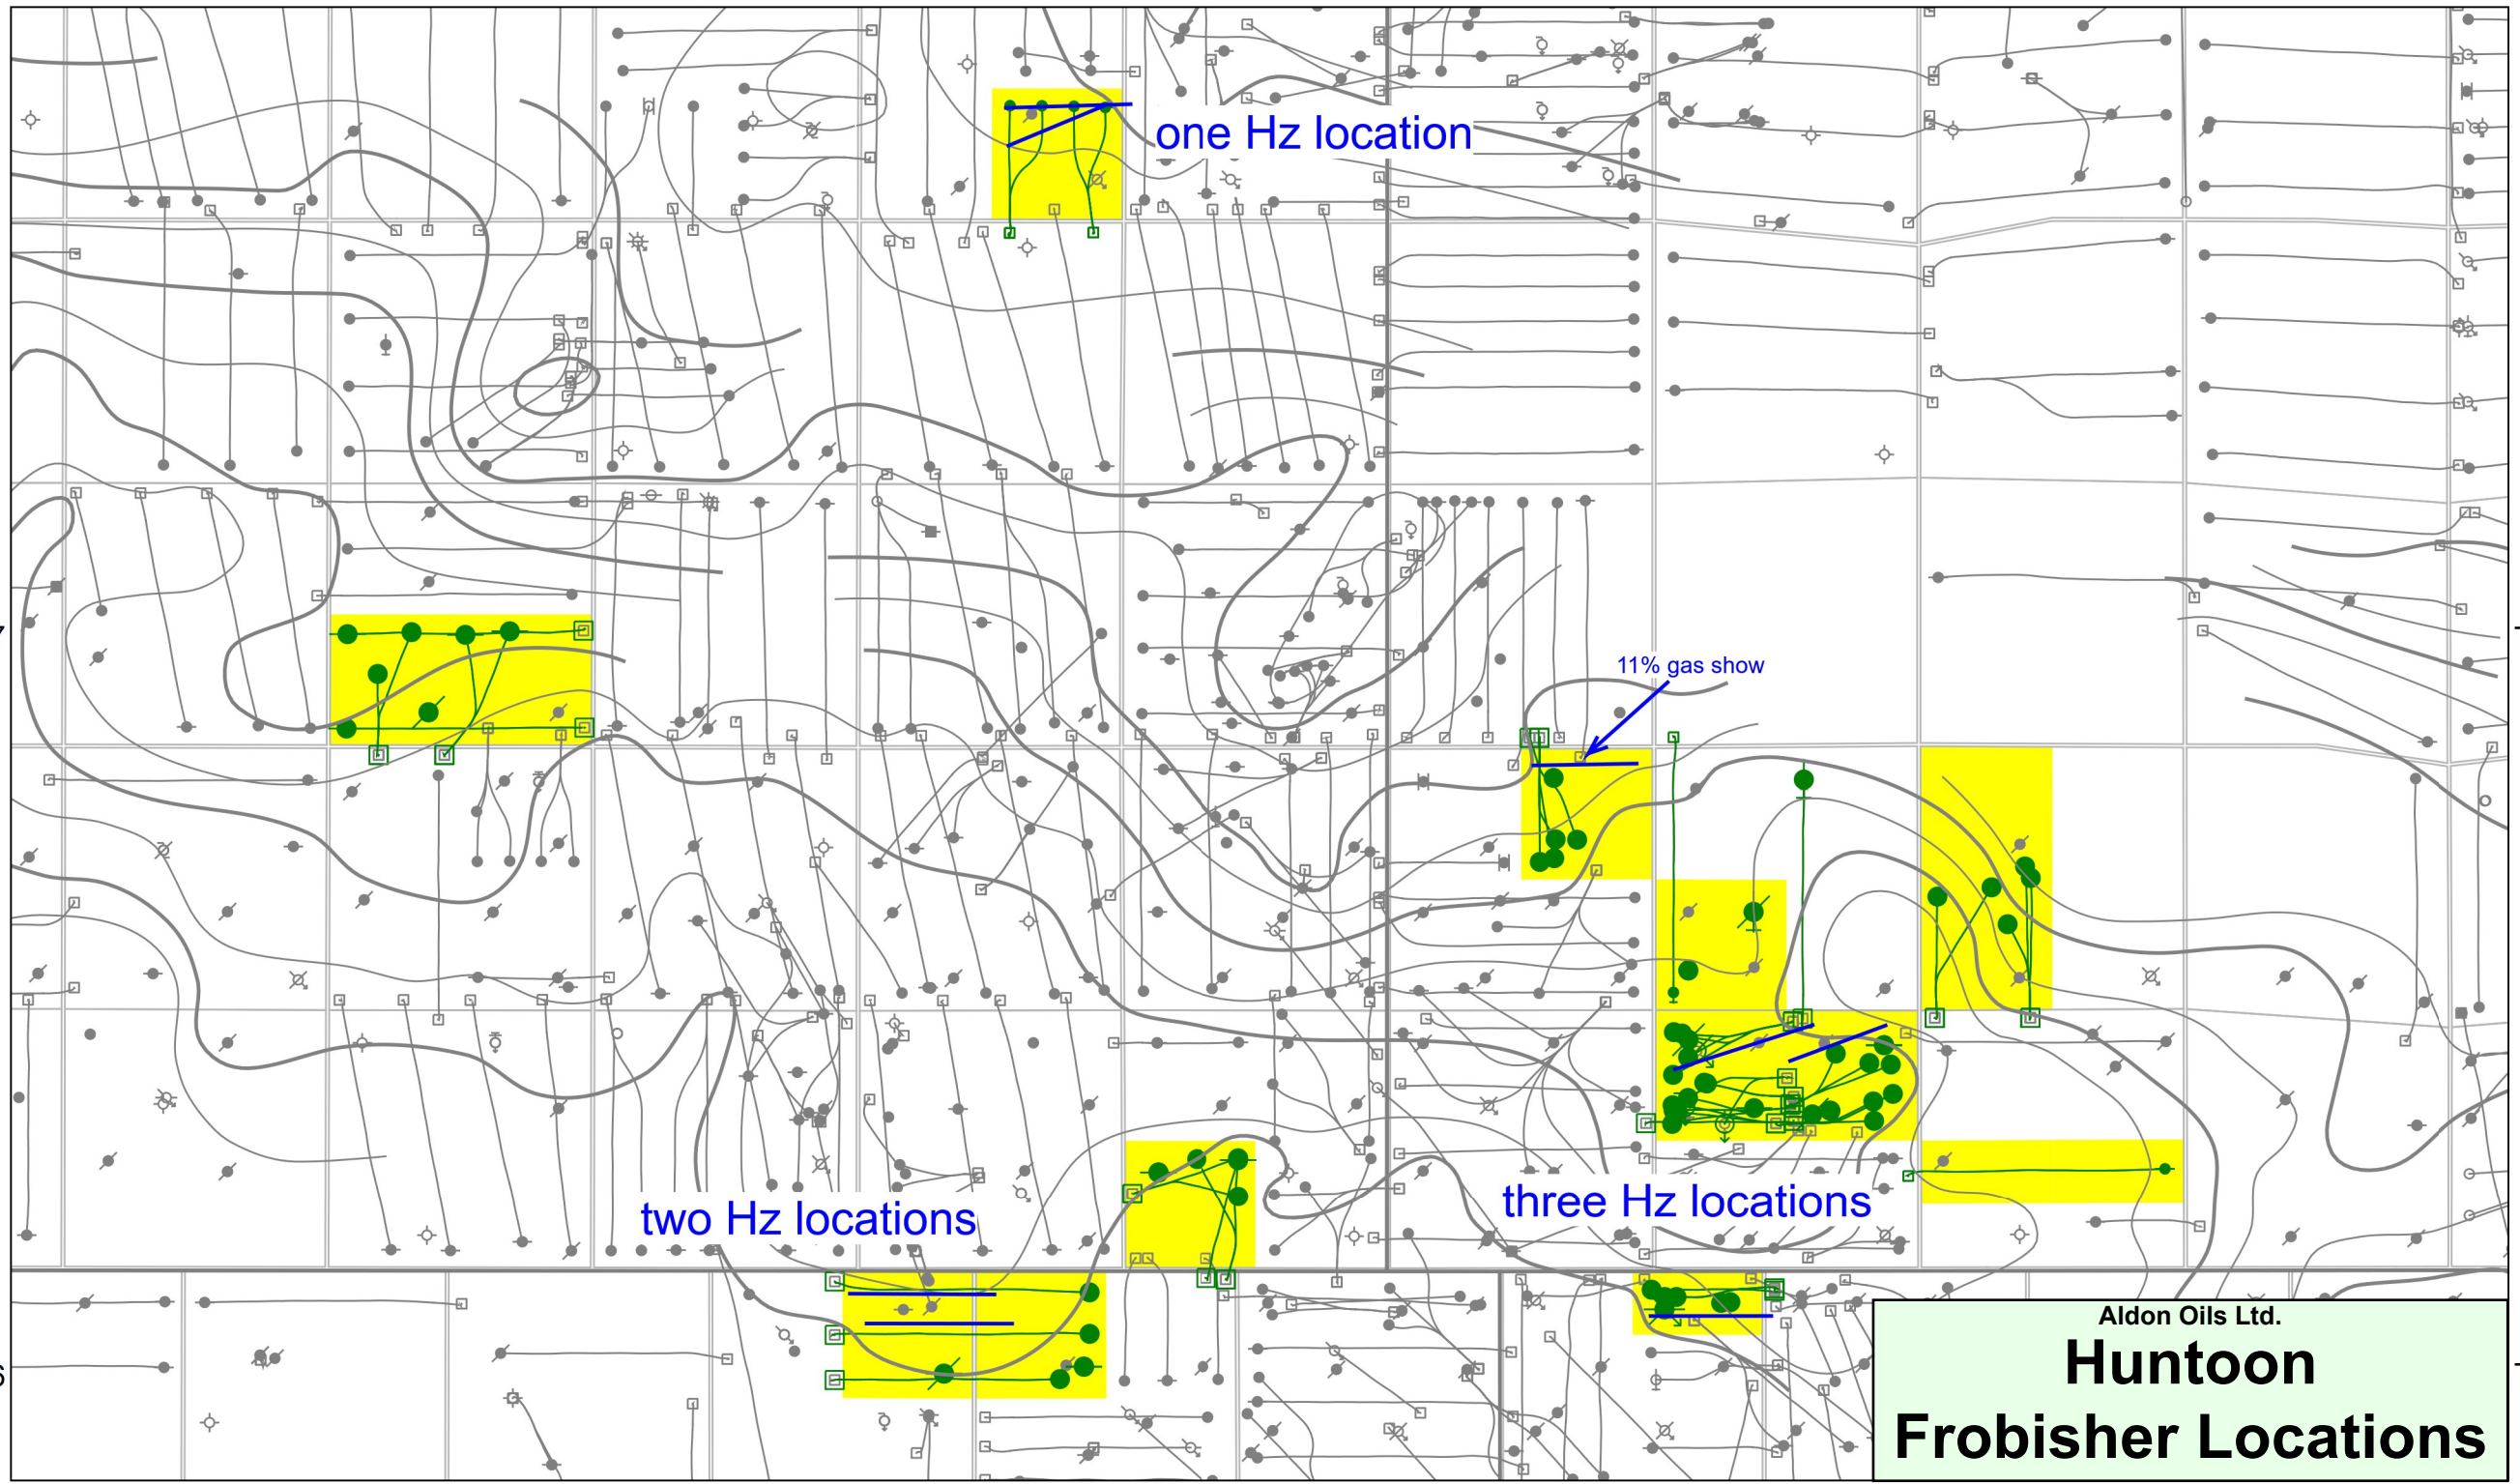 one Hz location
11% gas show
two Hz locations
three Hz locations
Aldon Oils Ltd.
Huntoon
Frobisher Locations